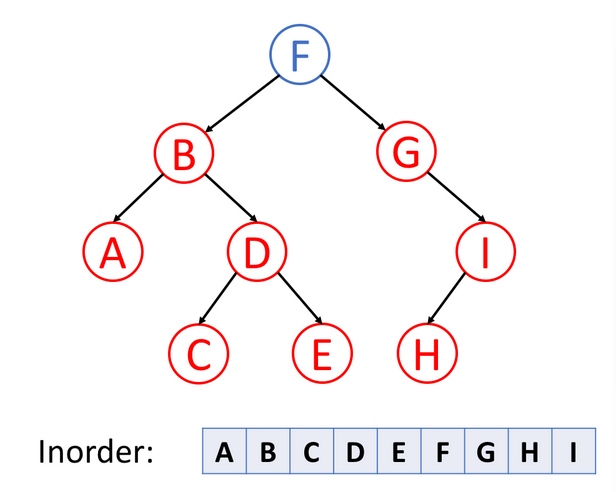 F
B G
A D I
C E H
Inorder: A B C D E F G H I